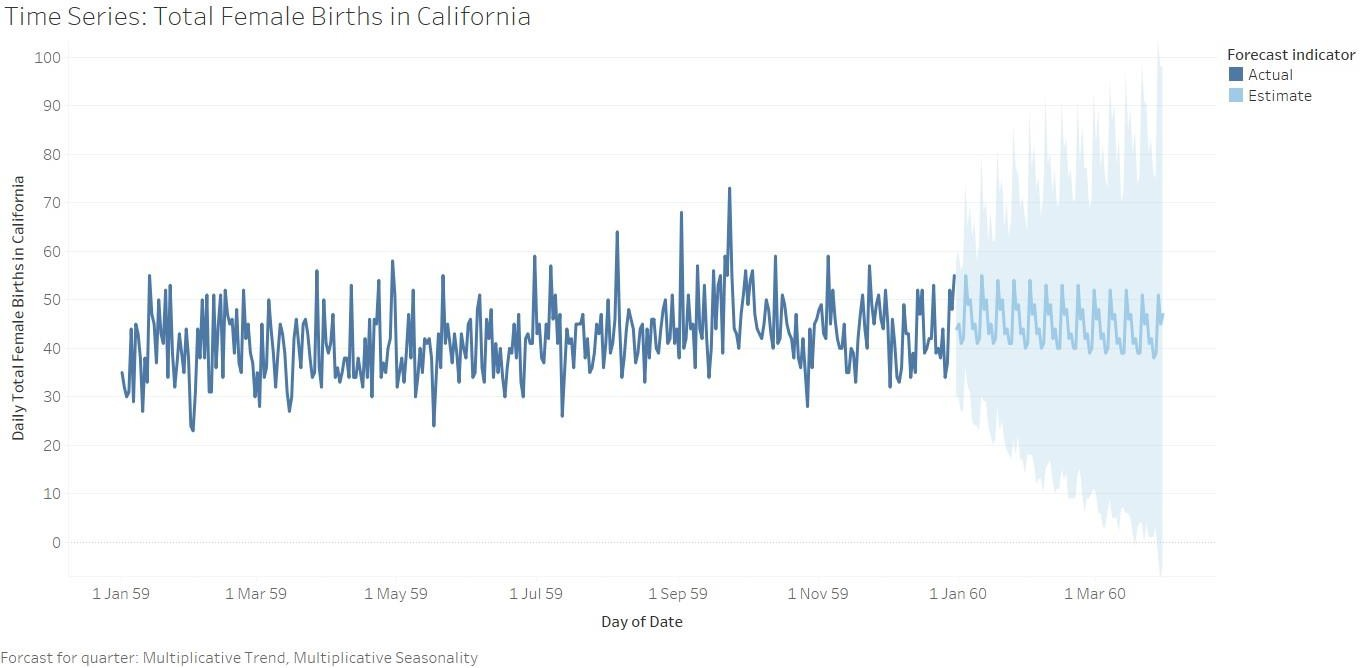 Time Series: Total Female Births in California
Forecast indicator
Actual
Estimate
Daily Total Female Births in California
100
90
80
70
60
50
40
30
20
10
0
1 Jan 59
1 Mar 59
1 May 59
1 Jul 59
1 Sep 59
1 Nov 59
1 Jan 60
1 Mar 60
Day of Date
Forcast for quarter: Multiplicative Trend, Multiplicative Seasonality